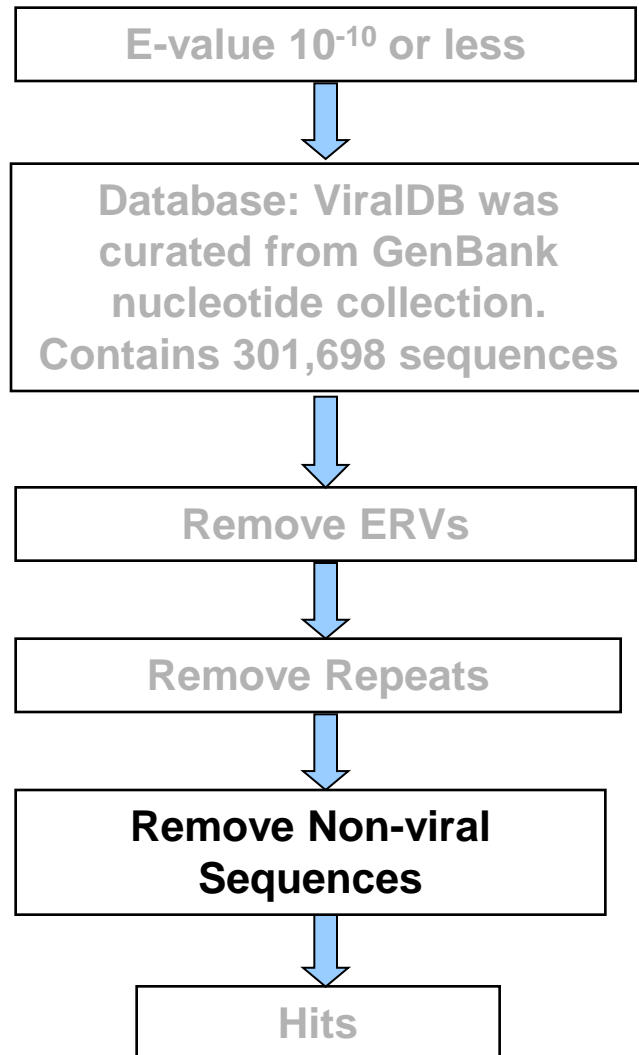 E-value 10⁻¹⁰ or less
Database: ViralDB was
curated from GenBank
nucleotide collection.
Contains 301,698 sequences
Remove ERVs
Remove Repeats
Remove Non-viral
Sequences
Hits